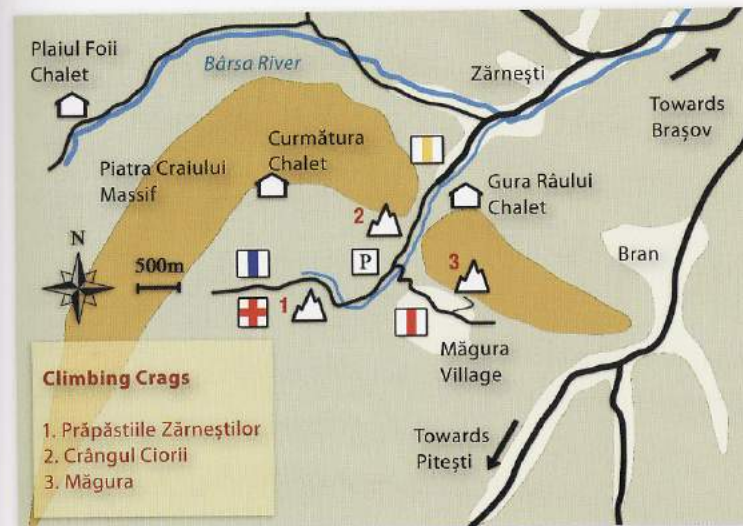 Plaiul Foii
Chalet
Bârsa River
Zărnești
Towards
Brașov
Curmătura
Chalet
Piatra Craiului
Massif
Gura Râului
Chalet
2
N
500m
P
3
Bran
1
Măgura
Village
Climbing Crags
1. Prăpăstiile Zărneștilor
2. Crângul Ciorii
3. Măgura
Towards
Pitești